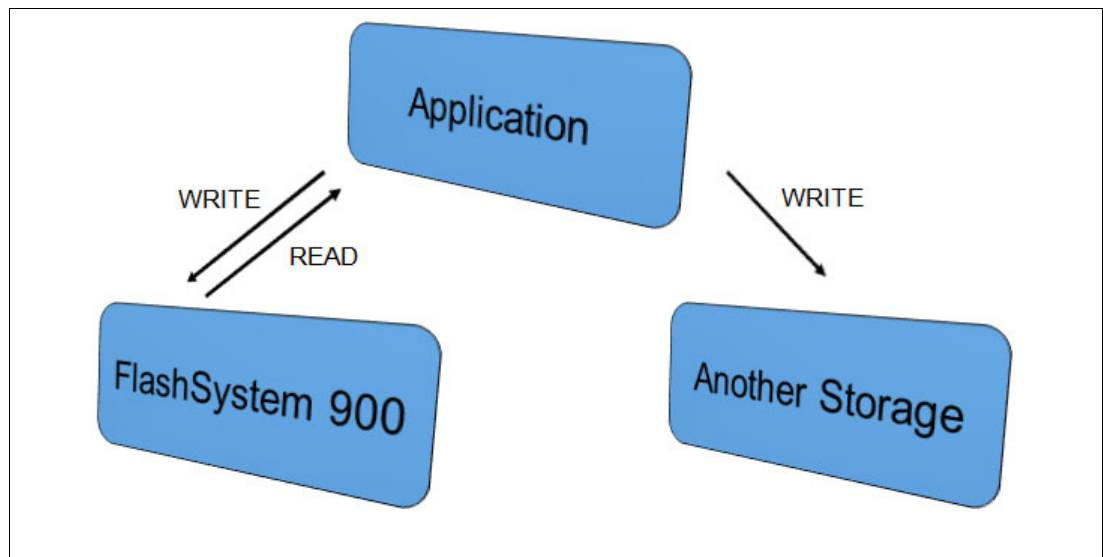 Application
WRITE
WRITE
READ
FlashSystem 900
Another Storage